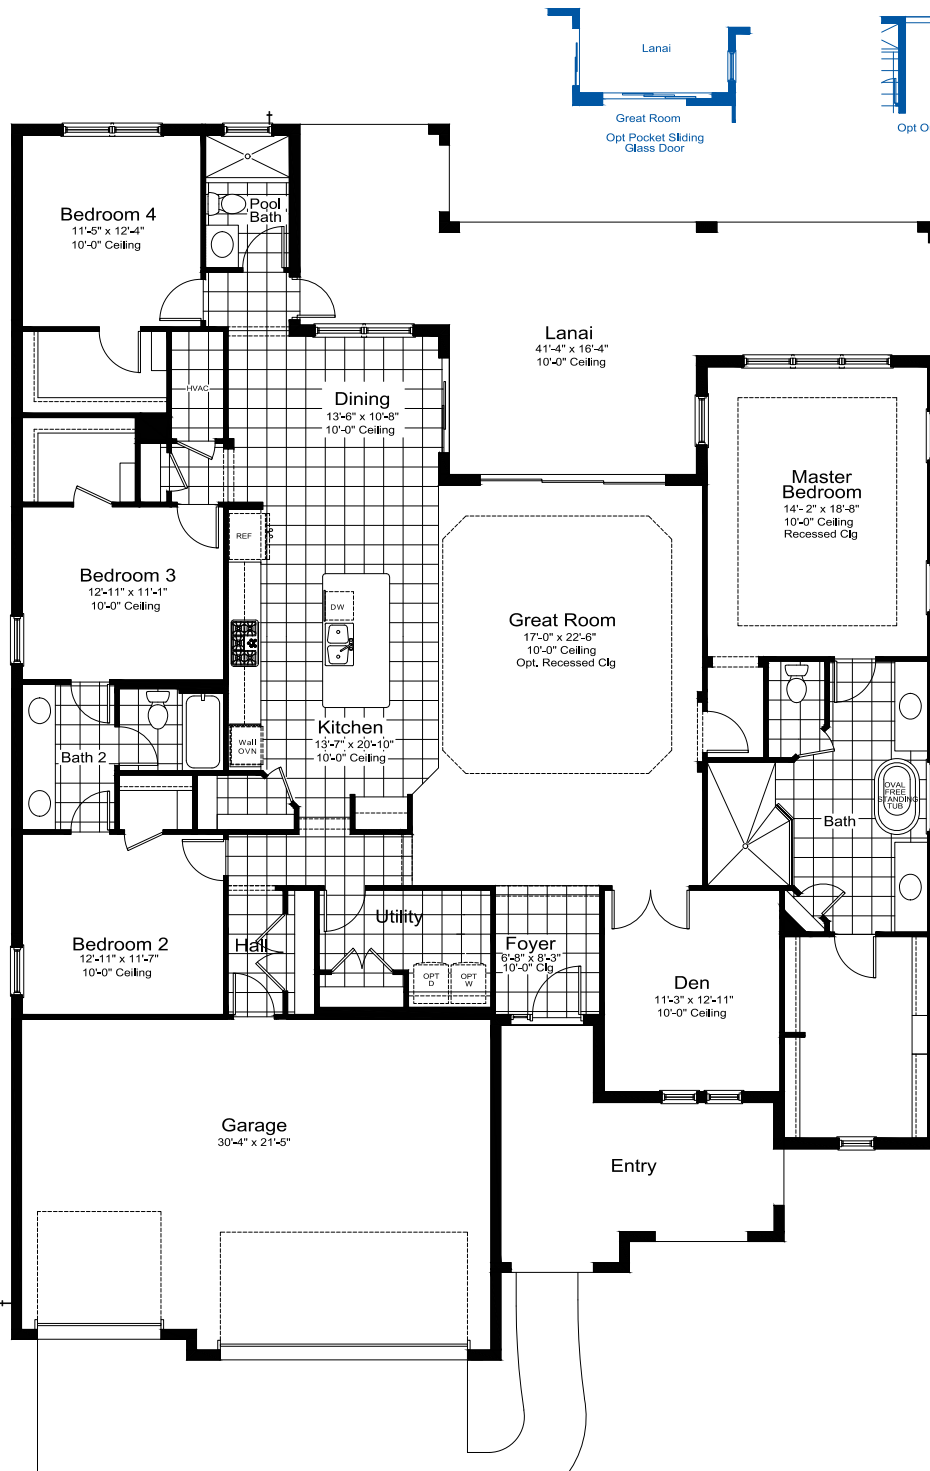 Lanai
Great Room
Opt Pocket Sliding
Glass Door
Opt O
Bedroom 4
11'-5" x 12'-4"
10'-0" Ceiling
Pool
Bath
Lanai
41'-4" x 16'-4"
10'-0" Ceiling
HVAC
Dining
13'-6" x 10'-8"
10'-0" Ceiling
Master
Bedroom
14'- 2" x 18'-8"
10'-0" Ceiling
Recessed Clg
REF
Bedroom 3
12'-11" x 11'-1"
10'-0" Ceiling
DW
Great Room
17'-0" x 22'-6"
10'-0" Ceiling
Opt. Recessed Clg
Kitchen
13'-7" x 20'-10"
10'-0" Ceiling
Wall
OVN
Bath 2
OVAL
FREE
STANDING
TUB
Bath
Bedroom 2
12'-11" x 11'-7"
10'-0" Ceiling
Hall
Utility
OPT
D
OPT
W
Foyer
6'-8" x 8'-3"
10'-0" Clg
Den
11'-3" x 12'-11"
10'-0" Ceiling
Garage
30'-4" x 21'-5"
Entry